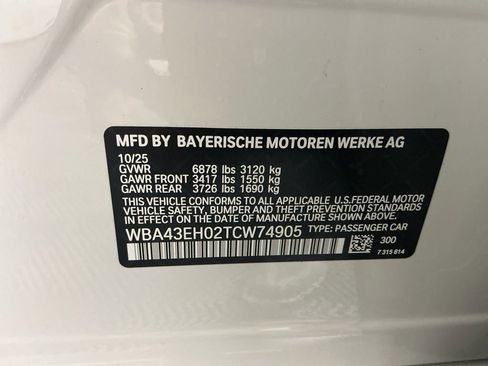 MFD BY BAYERISCHE MOTOREN WERKE AG
10/25
GVWR 6878 lbs 3120 kg
GAWR FRONT 3417 lbs 1550 kg
GAWR REAR 3726 lbs 1690 kg
THIS VEHICLE CONFORMS TO ALL APPLICABLE U.S.FEDERAL MOTOR
VEHICLE SAFETY, BUMPER, AND THEFT PREVENTION STANDARDS
IN EFFECT ON THE DATE OF MANUFACTURE SHOWN ABOVE.
WBA43EH02TCW74905 TYPE: PASSENGER CAR
300
7 315 814